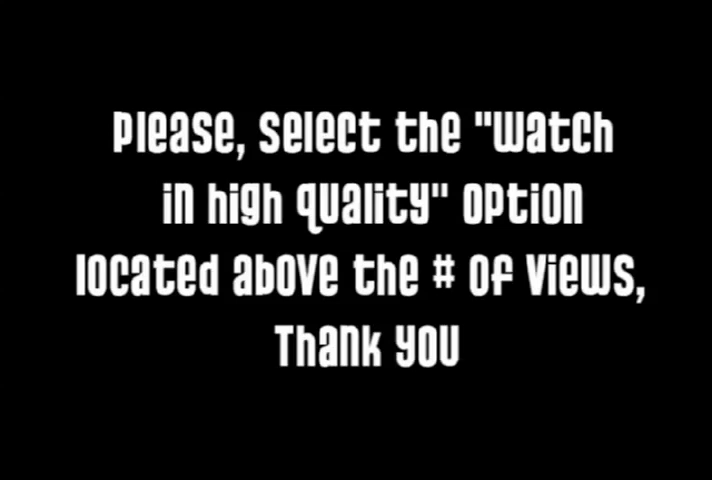 Please, select the "watch
in high quality" option
located above the # of views,
Thank you